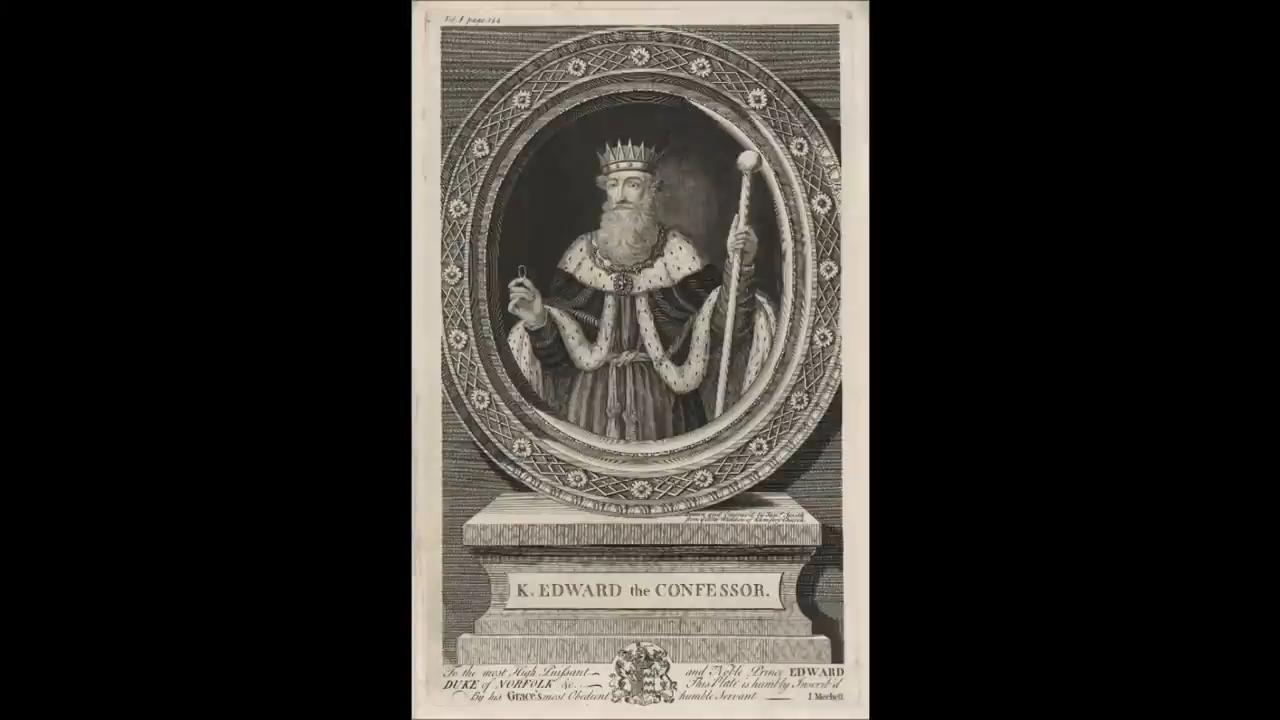 Vol. I page. 144
from
K. EDWARD the CONFESSOR.
To the most High Puissant and Noble Prince EDWARD
DUKE of NORFOLK &c. This Plate is humbly Inscrib'd
By his Grace's most Obedient humble Servant I Mechell